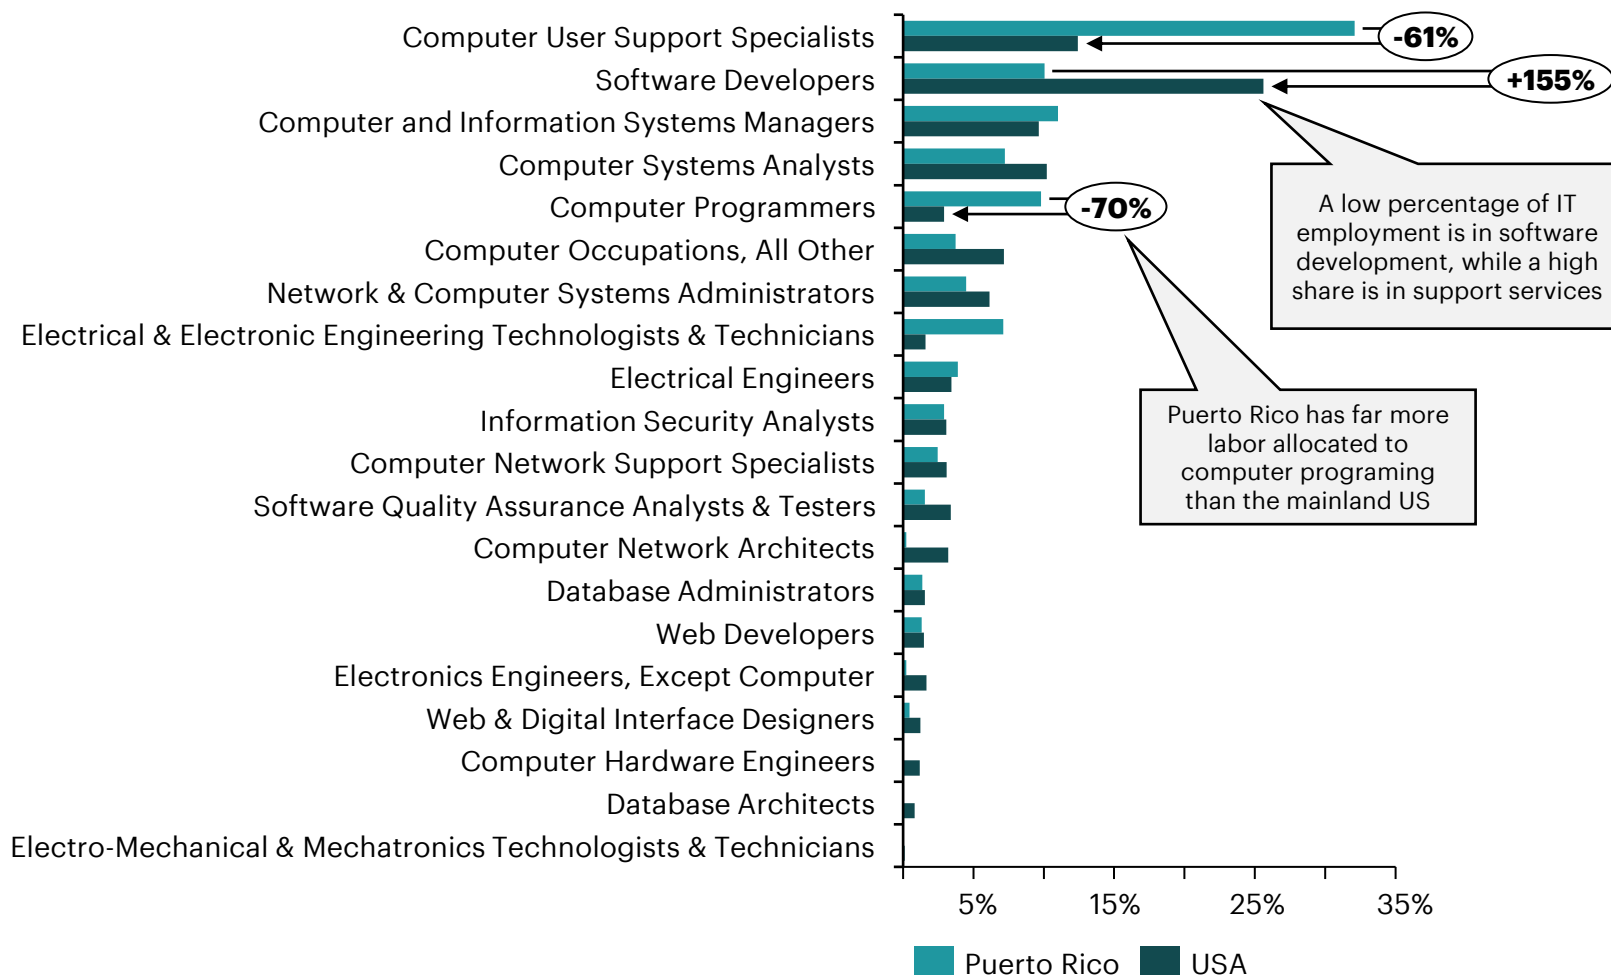 Computer User Support Specialists
-61%
Software Developers
+155%
Computer and Information Systems Managers
Computer Systems Analysts
Computer Programmers
-70%
A low percentage of IT
employment is in software
development, while a high
share is in support services
Computer Occupations, All Other
Network & Computer Systems Administrators
Electrical & Electronic Engineering Technologists & Technicians
Electrical Engineers
Puerto Rico has far more
labor allocated to
computer programing
than the mainland US
Information Security Analysts
Computer Network Support Specialists
Software Quality Assurance Analysts & Testers
Computer Network Architects
Database Administrators
Web Developers
Electronics Engineers, Except Computer
Web & Digital Interface Designers
Computer Hardware Engineers
Database Architects
Electro-Mechanical & Mechatronics Technologists & Technicians
5% 15% 25% 35%
Puerto Rico USA